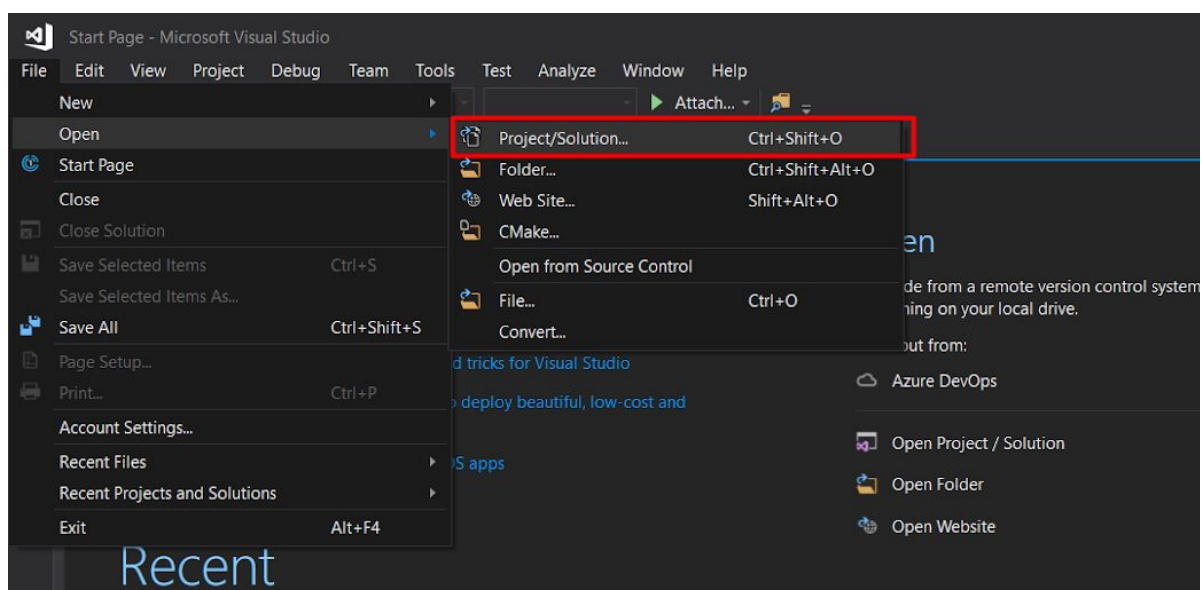 Start Page - Microsoft Visual Studio
File Edit View Project Debug Team Tools Test Analyze Window Help
Attach...
New
Open
Start Page
Close
Close Solution
Save Selected Items Ctrl+S
Save Selected Items As...
Save All Ctrl+Shift+S
Page Setup...
Print... Ctrl+P
Account Settings...
Recent Files
Recent Projects and Solutions
Exit Alt+F4
Project/Solution... Ctrl+Shift+O
Folder... Ctrl+Shift+Alt+O
Web Site... Shift+Alt+O
CMake...
Open from Source Control
File... Ctrl+O
Convert...
d tricks for Visual Studio
deploy beautiful, low-cost and
S apps
Recent
en
de from a remote version control system
ning on your local drive.
out from:
Azure DevOps
Open Project / Solution
Open Folder
Open Website